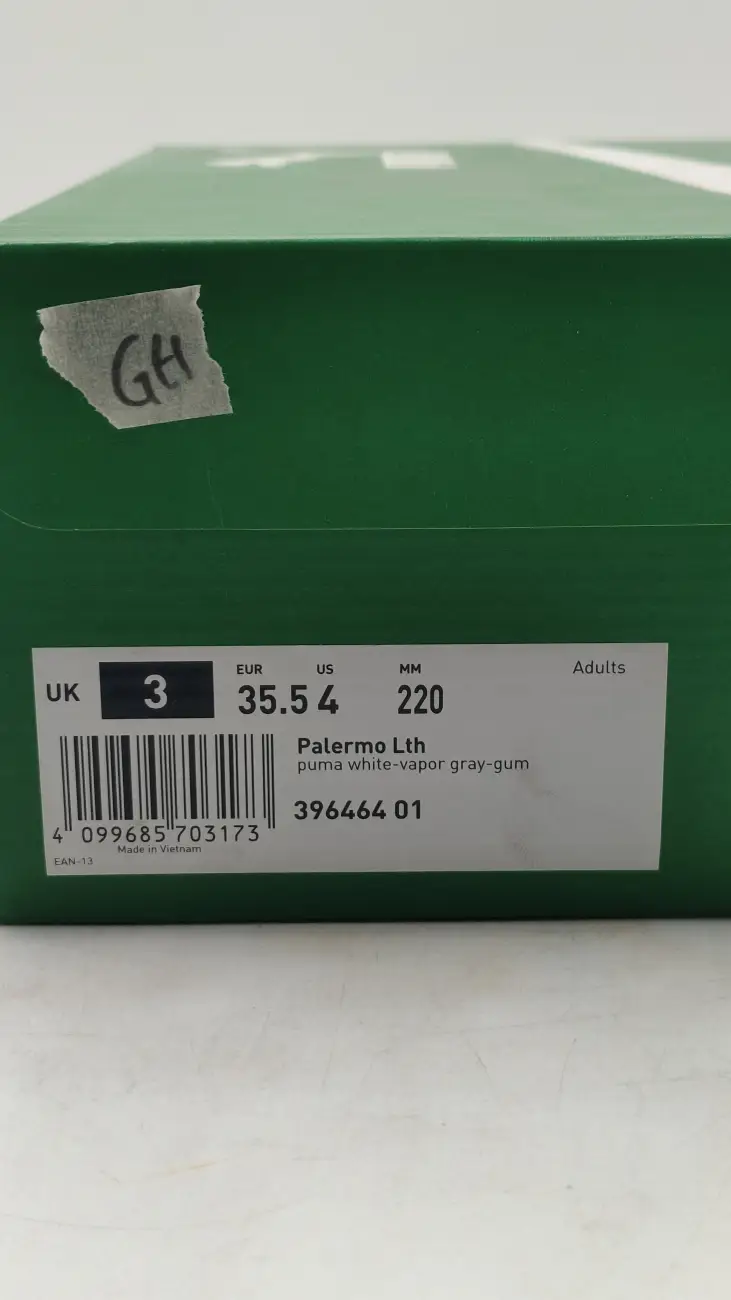 GH
EUR US MM Adults
UK 3 35.5 4 220
Palermo Lth
puma white-vapor gray-gum
396464 01
4 099685 703173
Made in Vietnam
EAN-13